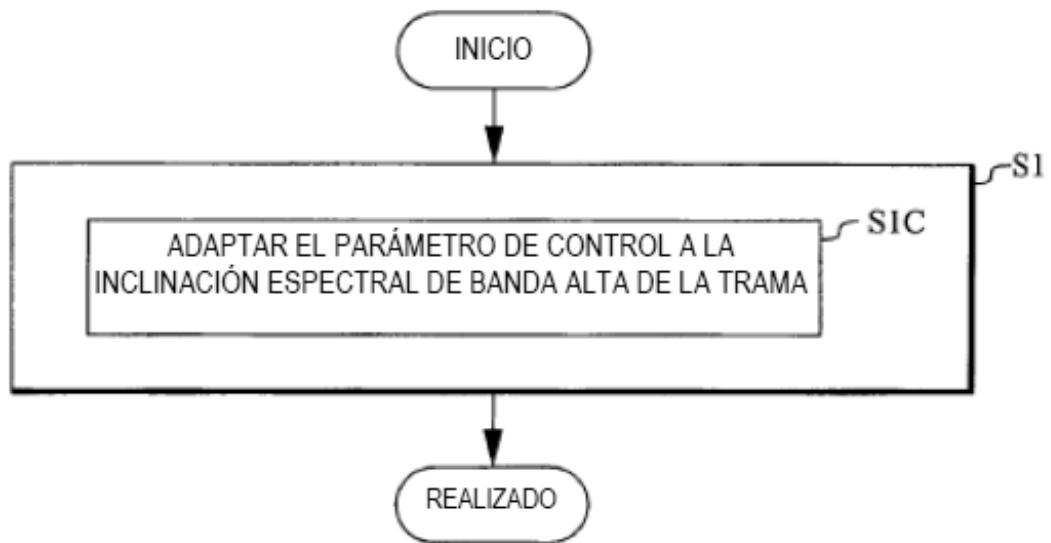 INICIO
S1
S1C
ADAPTAR EL PARÁMETRO DE CONTROL A LA
INCLINACIÓN ESPECTRAL DE BANDA ALTA DE LA TRAMA
REALIZADO